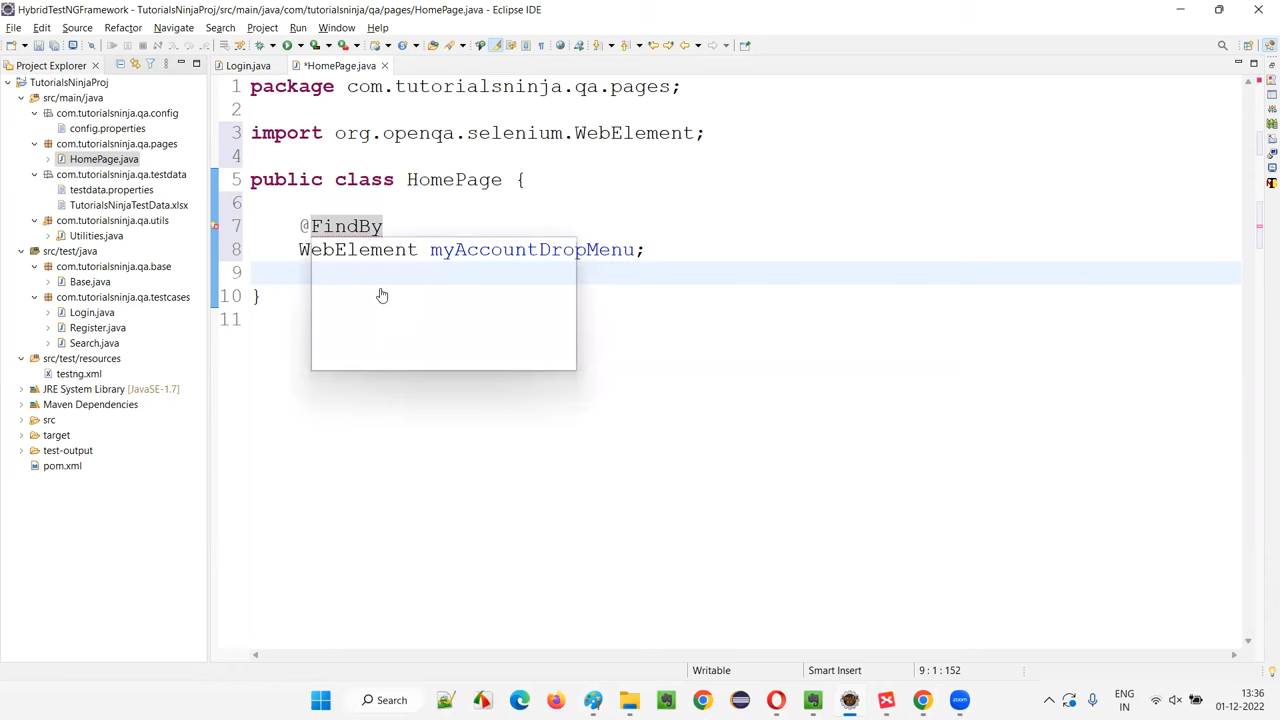 HybridTestNGFramework - TutorialsNinjaProj/src/main/java/com/tutorialsninja/qa/pages/HomePage.java - Eclipse IDE
File Edit Source Refactor Navigate Search Project Run Window Help
Project Explorer
Login.java
*HomePage.java
TutorialsNinjaProj
src/main/java
com.tutorialsninja.qa.config
config.properties
com.tutorialsninja.qa.pages
HomePage.java
com.tutorialsninja.qa.testdata
testdata.properties
TutorialsNinjaTestData.xlsx
com.tutorialsninja.qa.utils
Utilities.java
src/test/java
com.tutorialsninja.qa.base
Base.java
com.tutorialsninja.qa.testcases
Login.java
Register.java
Search.java
src/test/resources
testng.xml
JRE System Library [JavaSE-1.7]
Maven Dependencies
src
target
test-output
pom.xml
1 package com.tutorialsninja.qa.pages;
2
3 import org.openqa.selenium.WebElement;
4
5 public class HomePage {
6
7 @FindBy
8 WebElement myAccountDropMenu;
9
10 }
11
Writable
Smart Insert
9 : 1 : 152
Search
ENG
IN
13:36
01-12-2022